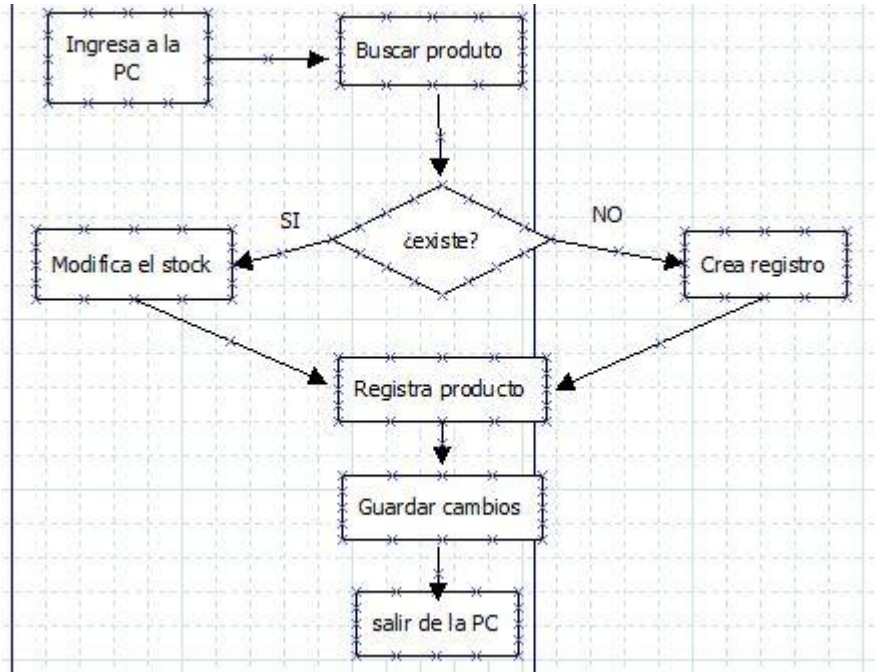 Ingresa a la
PC
Buscar produto
¿existe?
SI
NO
Modifica el stock
Crea registro
Registra producto
Guardar cambios
salir de la PC